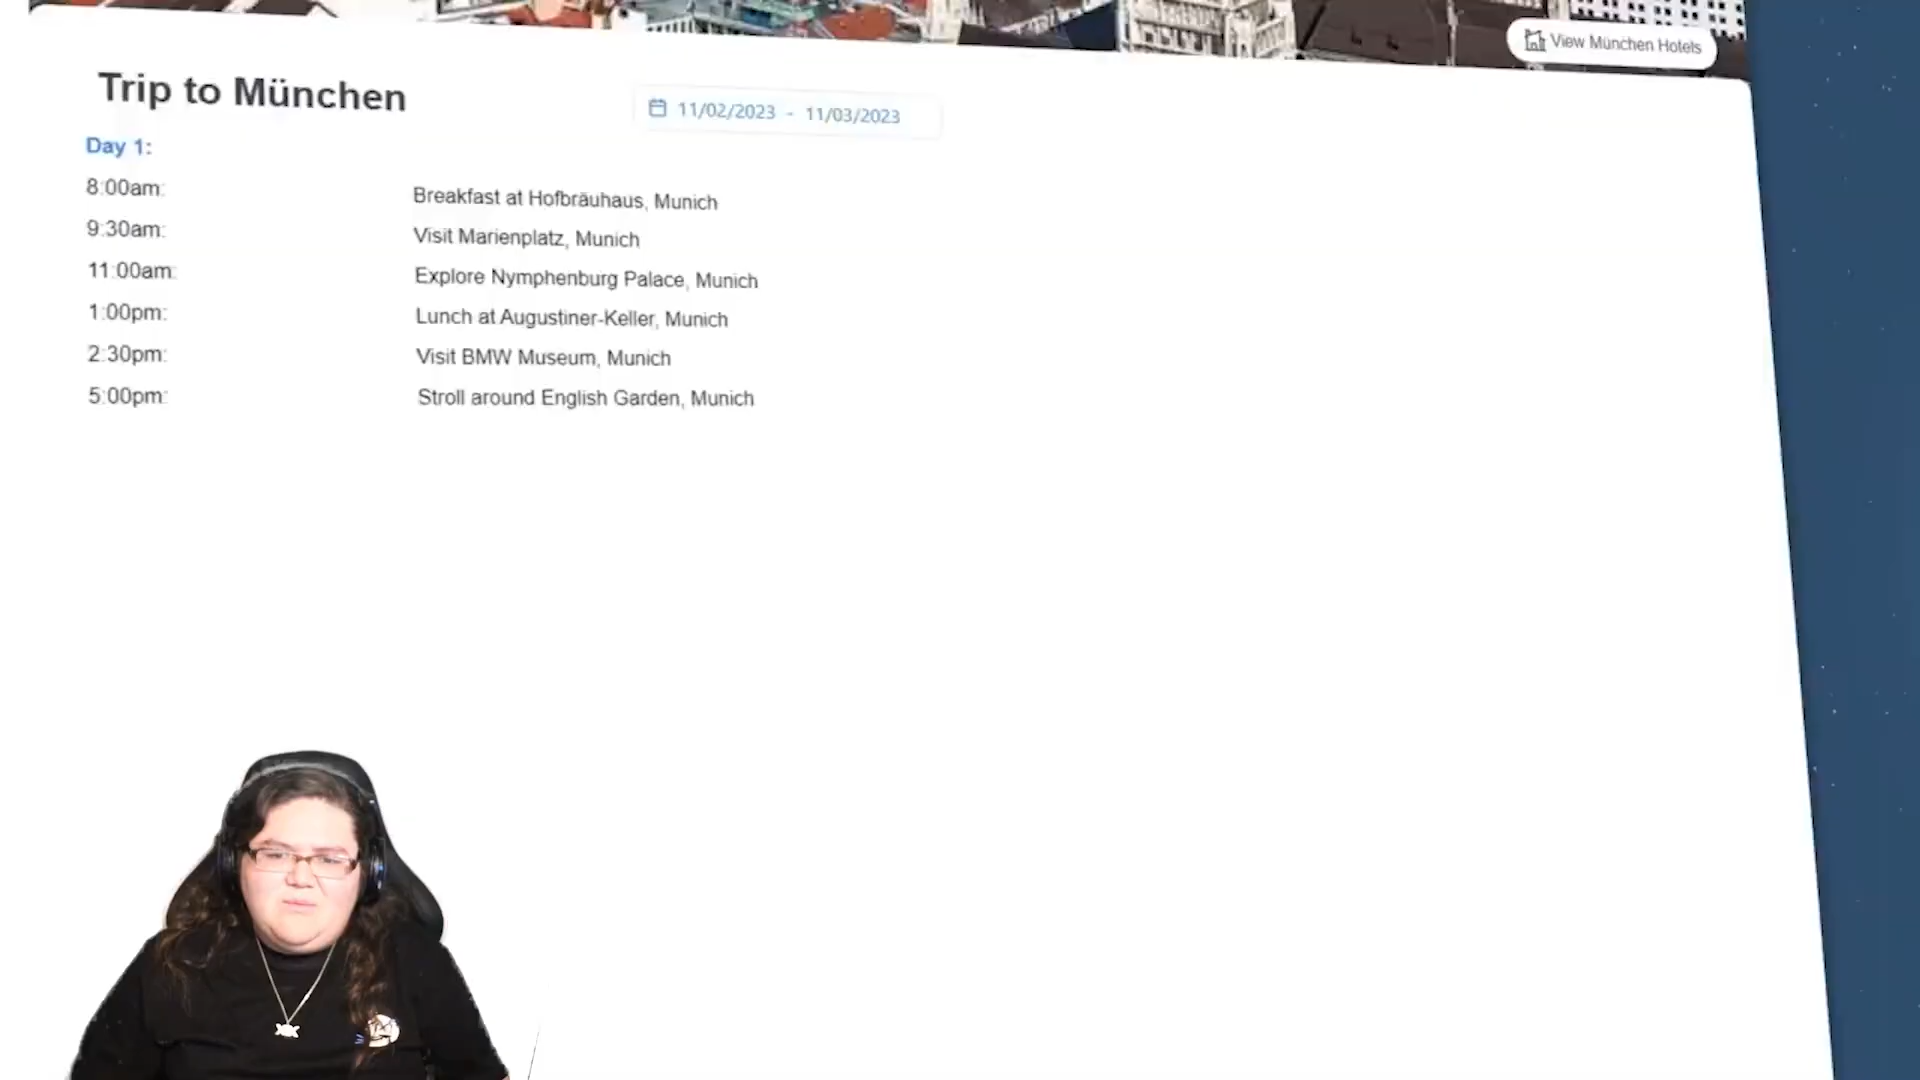 View München Hotels
Trip to München
11/02/2023 - 11/03/2023
Day 1:
8:00am: Breakfast at Hofbräuhaus, Munich
9:30am: Visit Marienplatz, Munich
11:00am: Explore Nymphenburg Palace, Munich
1:00pm: Lunch at Augustiner-Keller, Munich
2:30pm: Visit BMW Museum, Munich
5:00pm: Stroll around English Garden, Munich